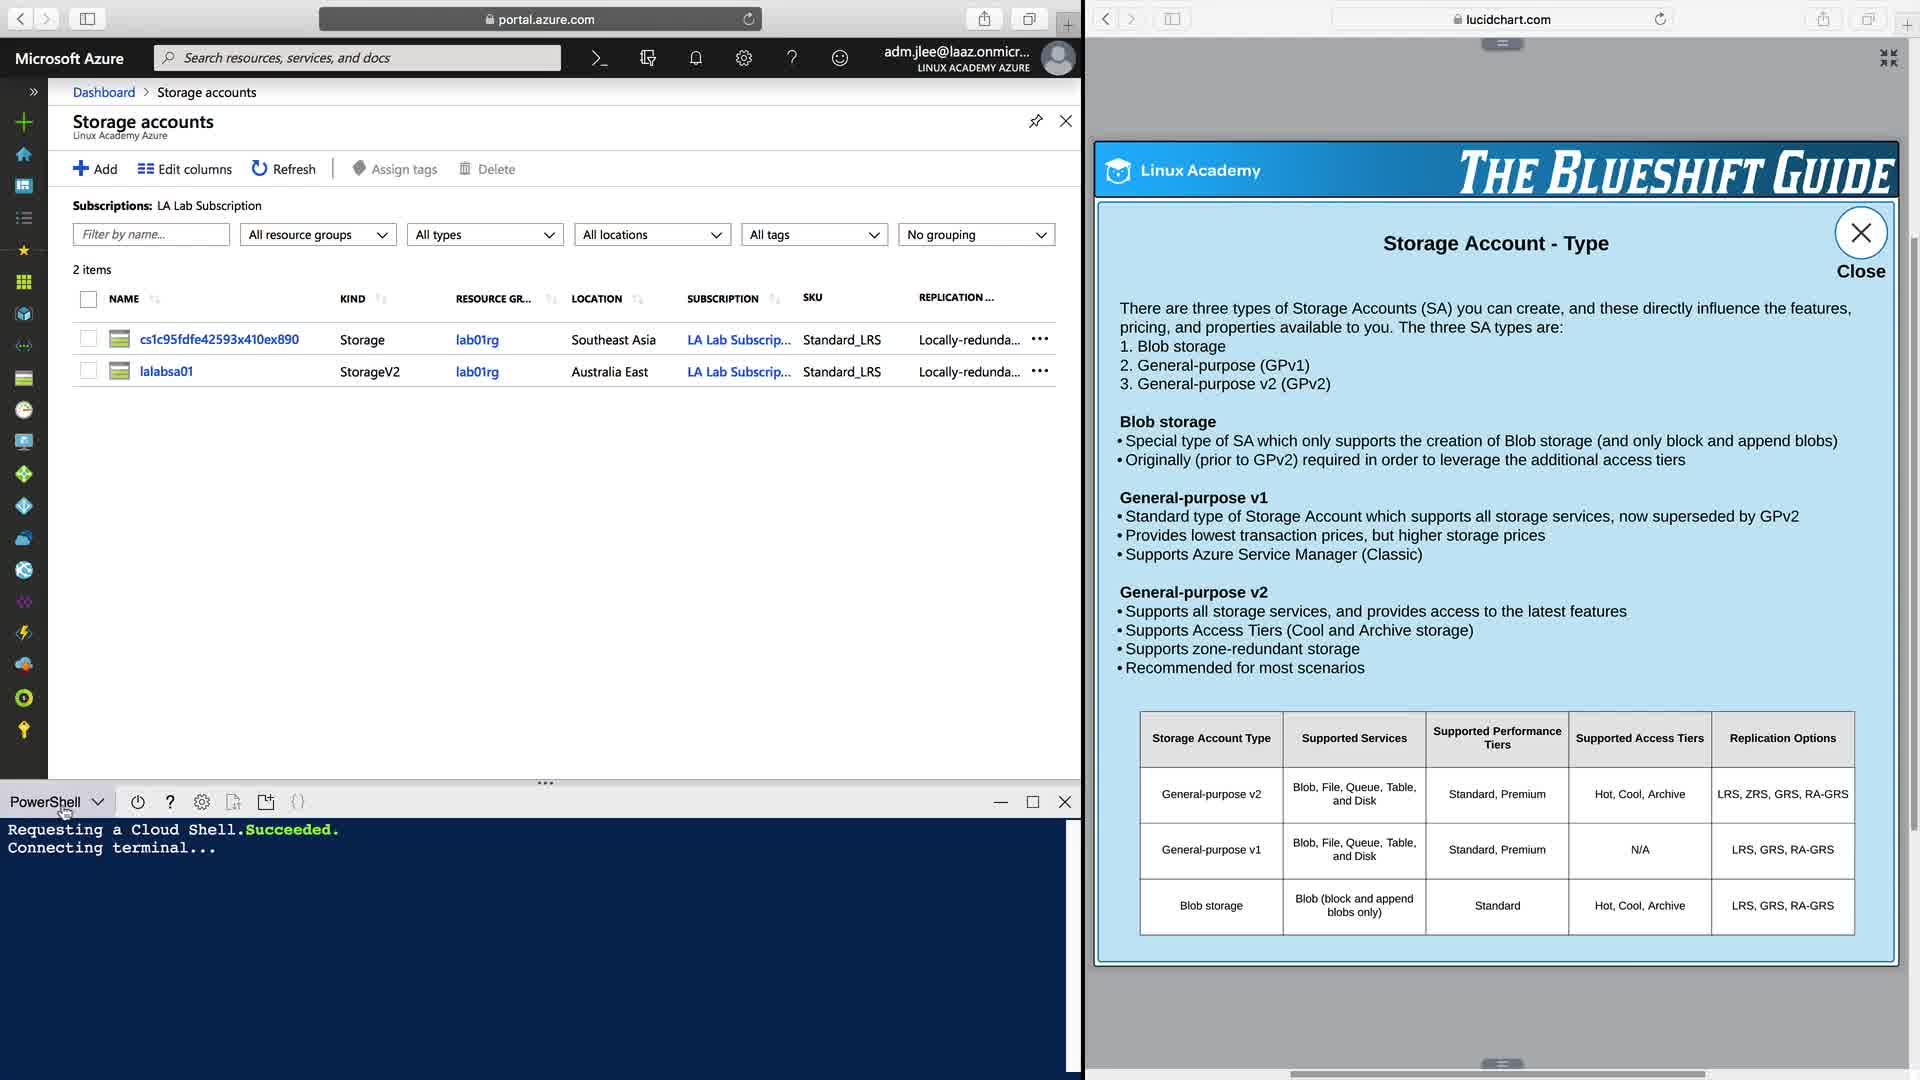 portal.azure.com
Microsoft Azure
Search resources, services, and docs
adm.jlee@laaz.onmicr...
LINUX ACADEMY AZURE
Dashboard > Storage accounts
Storage accounts
Linux Academy Azure
Add
Edit columns
Refresh
Assign tags
Delete
Subscriptions: LA Lab Subscription
Filter by name...
All resource groups
All types
All locations
All tags
No grouping
2 items
NAME KIND RESOURCE GR... LOCATION SUBSCRIPTION SKU REPLICATION ...
cs1c95fdfe42593x410ex890 Storage lab01rg Southeast Asia LA Lab Subscrip... Standard_LRS Locally-redunda... ...
lalabsa01 StorageV2 lab01rg Australia East LA Lab Subscrip... Standard_LRS Locally-redunda... ...
PowerShell
Requesting a Cloud Shell.Succeeded.
Connecting terminal...
lucidchart.com
Linux Academy
THE BLUESHIFT GUIDE
Storage Account - Type
Close
There are three types of Storage Accounts (SA) you can create, and these directly influence the features,
pricing, and properties available to you. The three SA types are:
1. Blob storage
2. General-purpose (GPv1)
3. General-purpose v2 (GPv2)
Blob storage
• Special type of SA which only supports the creation of Blob storage (and only block and append blobs)
• Originally (prior to GPv2) required in order to leverage the additional access tiers
General-purpose v1
• Standard type of Storage Account which supports all storage services, now superseded by GPv2
• Provides lowest transaction prices, but higher storage prices
• Supports Azure Service Manager (Classic)
General-purpose v2
• Supports all storage services, and provides access to the latest features
• Supports Access Tiers (Cool and Archive storage)
• Supports zone-redundant storage
• Recommended for most scenarios
Storage Account Type
Supported Services
Supported Performance
Tiers
Supported Access Tiers
Replication Options
General-purpose v2
Blob, File, Queue, Table,
and Disk
Standard, Premium
Hot, Cool, Archive
LRS, ZRS, GRS, RA-GRS
General-purpose v1
Blob, File, Queue, Table,
and Disk
Standard, Premium
N/A
LRS, GRS, RA-GRS
Blob storage
Blob (block and append
blobs only)
Standard
Hot, Cool, Archive
LRS, GRS, RA-GRS